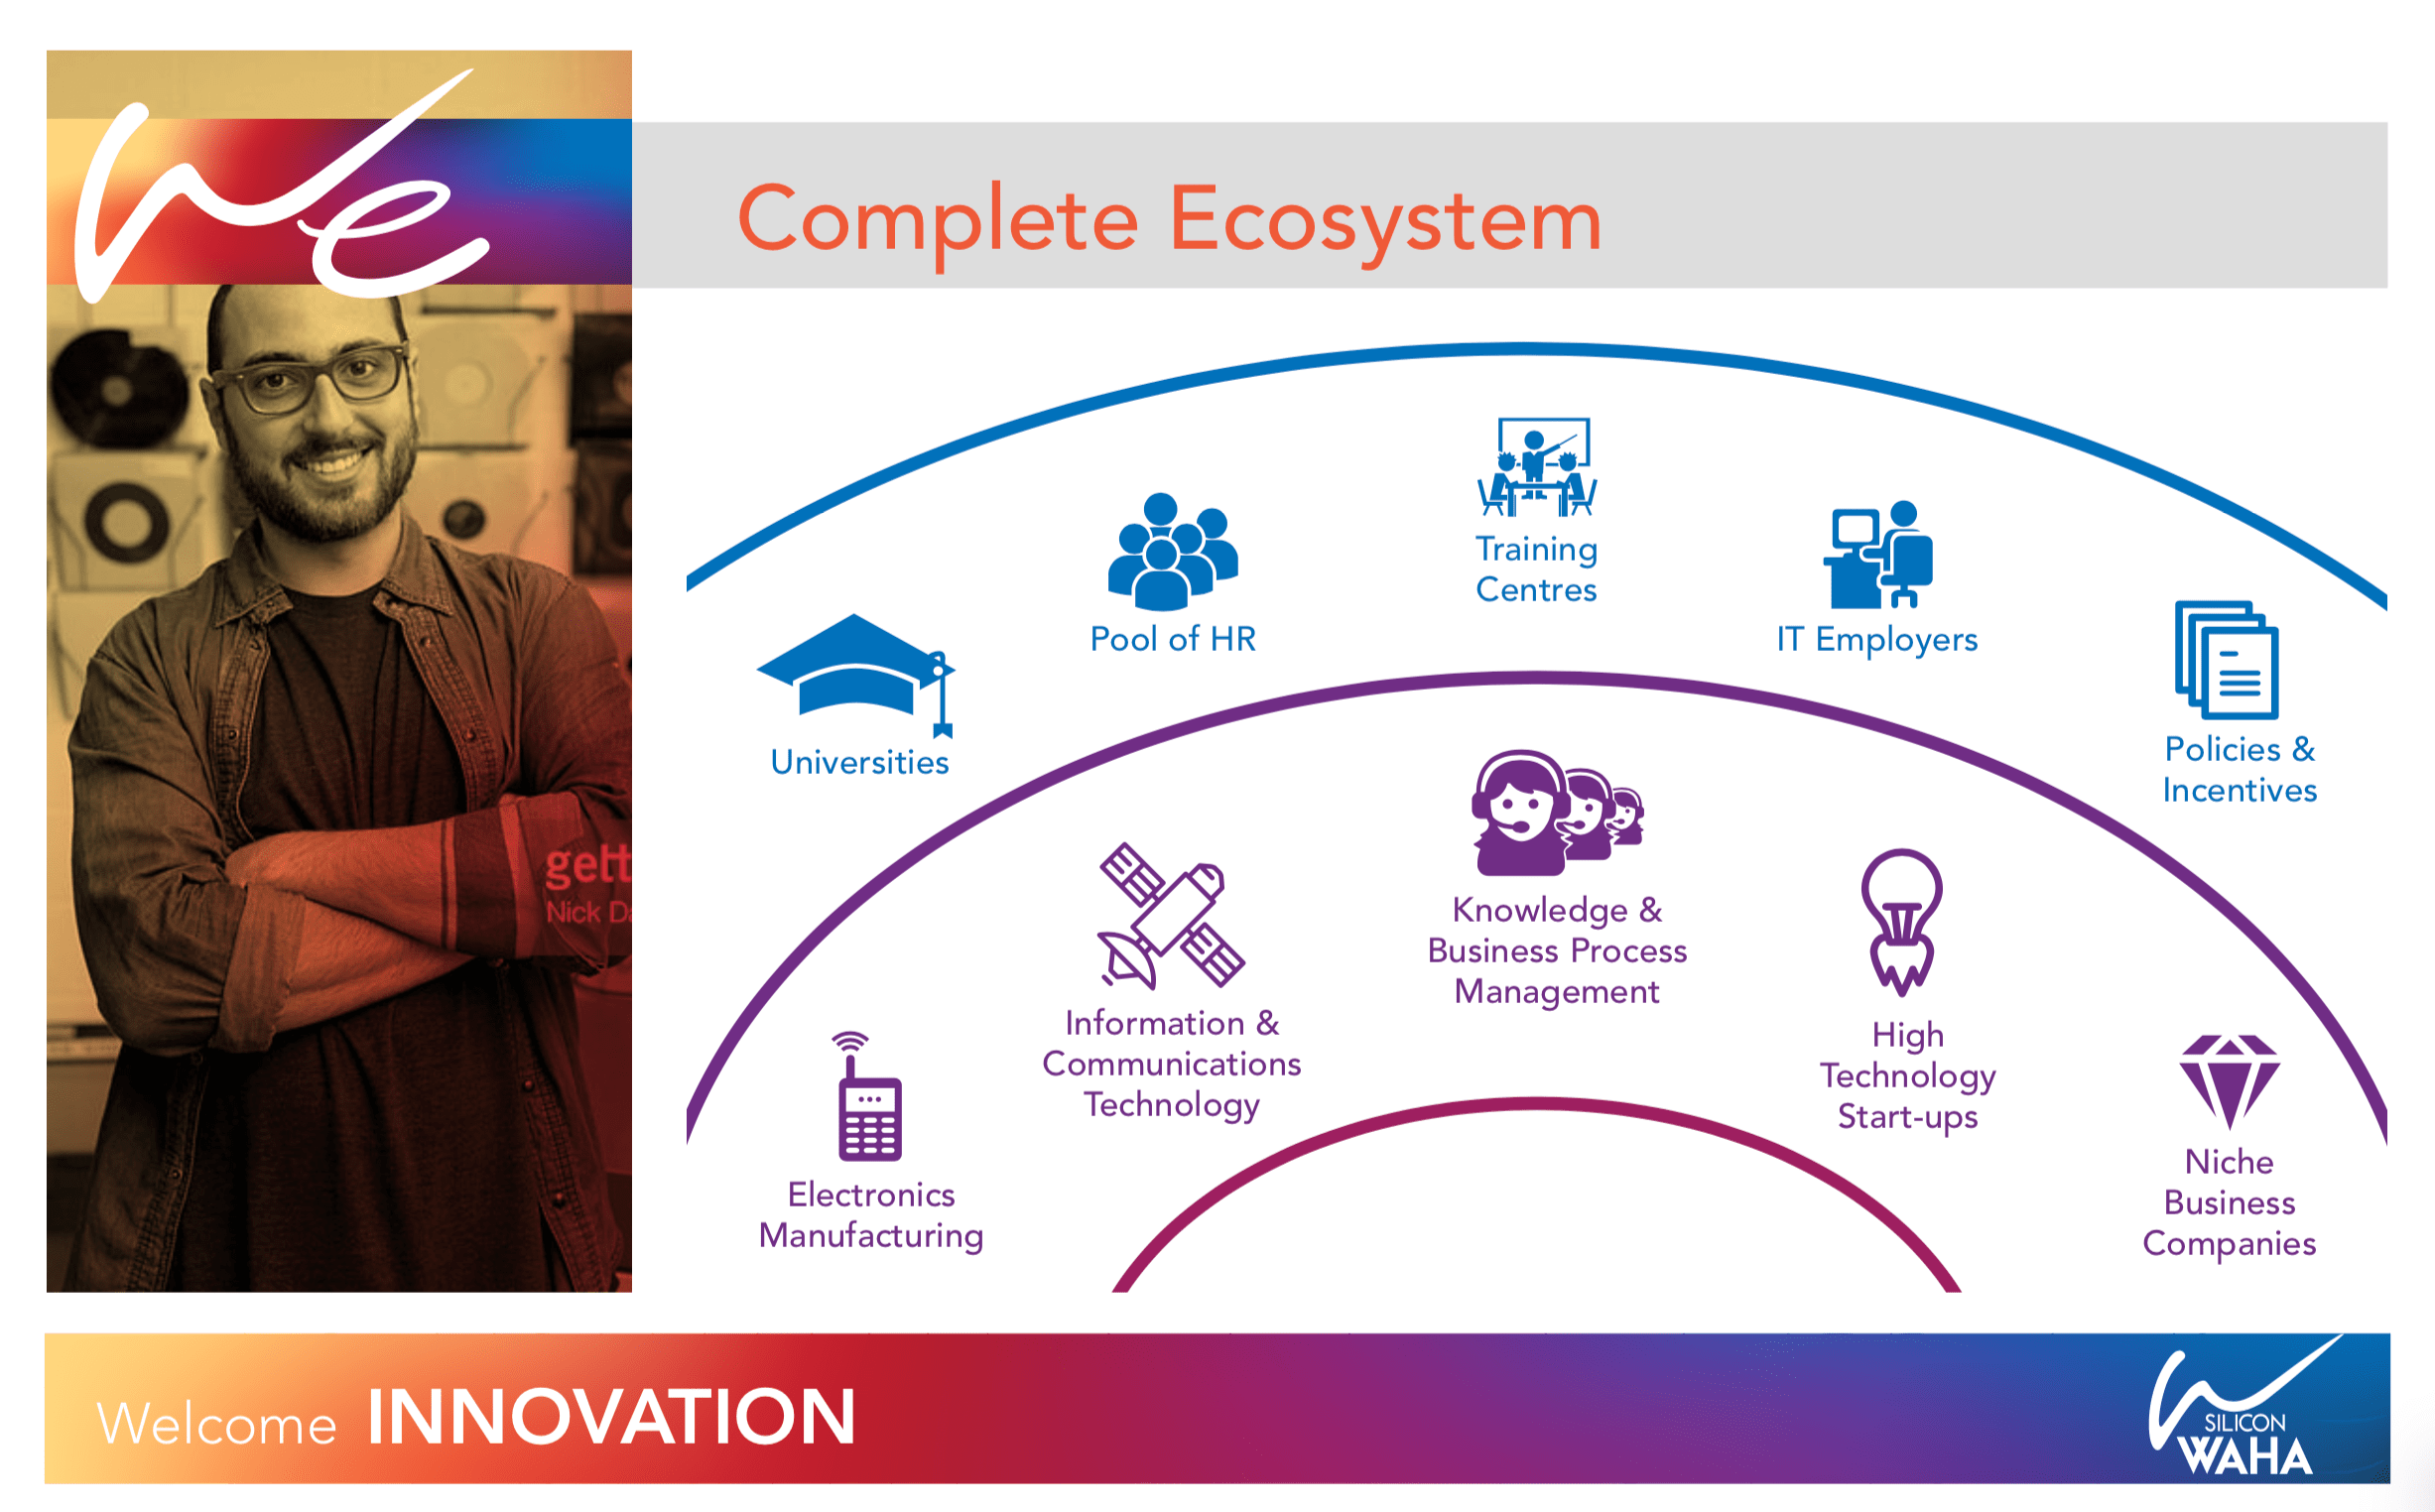 We
Complete Ecosystem
Training
Centres
Pool of HR
IT Employers
Universities
Policies &
Incentives
Knowledge &
Business Process
Management
Information &
Communications
Technology
High
Technology
Start-ups
Electronics
Manufacturing
Niche
Business
Companies
gett
Nick Da
Welcome INNOVATION
SILICON
WAHA